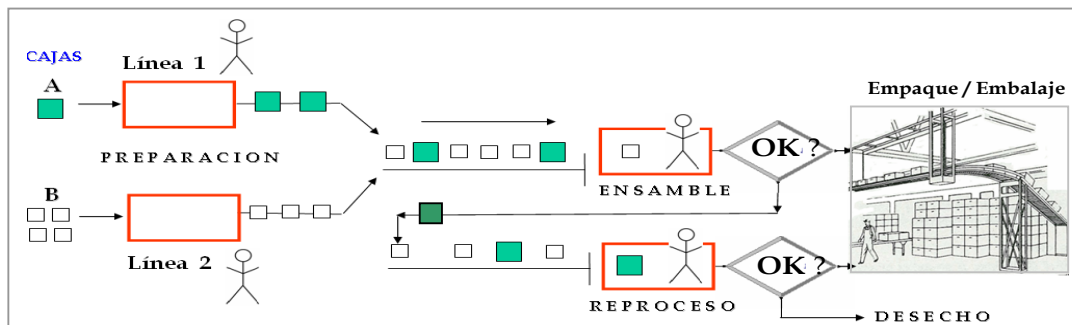 CAJAS
A
Línea 1
PREPARACION
B
Línea 2
ENSAMBLE
OK ?
Empaque / Embalaje
REPROCESO
OK ?
DESECHO